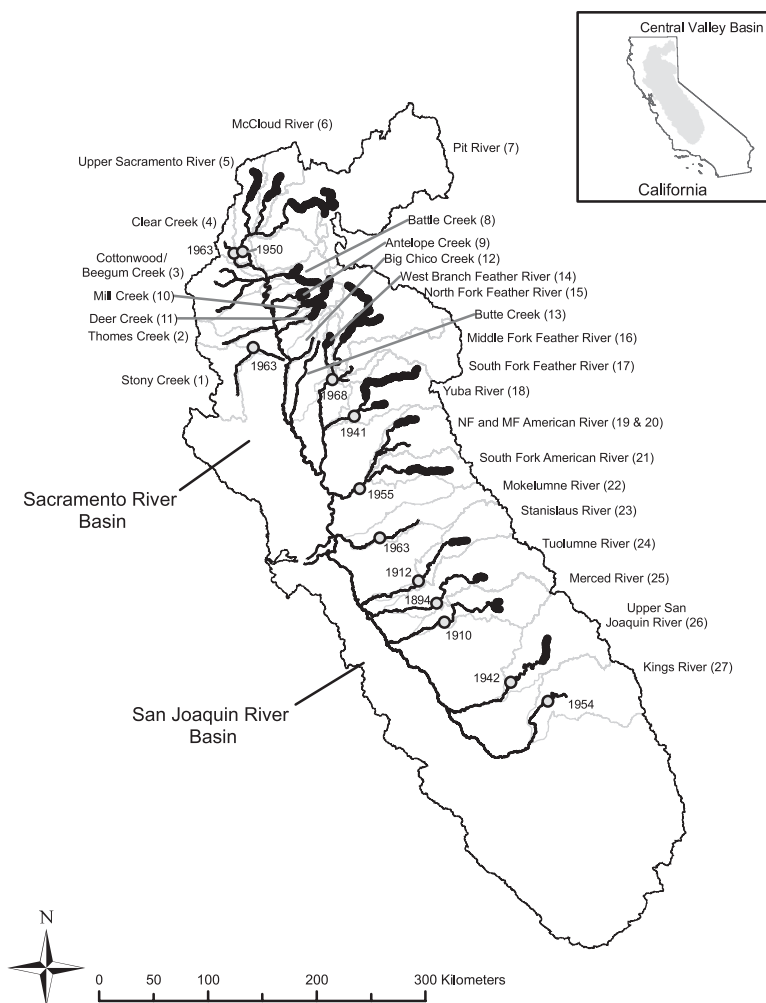 Central Valley Basin
California
McCloud River (6)
Pit River (7)
Upper Sacramento River (5)
Clear Creek (4)
Battle Creek (8)
Antelope Creek (9)
1963
1950
Big Chico Creek (12)
Cottonwood/
Beegum Creek (3)
West Branch Feather River (14)
North Fork Feather River (15)
Mill Creek (10)
Butte Creek (13)
Deer Creek (11)
Thomes Creek (2)
Middle Fork Feather River (16)
1963
South Fork Feather River (17)
Stony Creek (1)
1968
Yuba River (18)
1941
NF and MF American River (19 & 20)
South Fork American River (21)
Sacramento River
Basin
1955
Mokelumne River (22)
Stanislaus River (23)
1963
Tuolumne River (24)
1912
Merced River (25)
1894
Upper San
Joaquin River (26)
1910
Kings River (27)
1942
1954
San Joaquin River
Basin
N
0 50 100 200 300 Kilometers